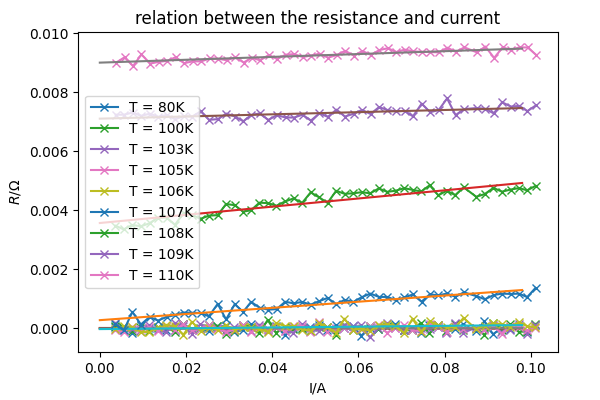 relation between the resistance and current
0.010
0.008
0.006
0.004
0.002
0.000
R/Ω
T = 80K
T = 100K
T = 103K
T = 105K
T = 106K
T = 107K
T = 108K
T = 109K
T = 110K
0.00 0.02 0.04 0.06 0.08 0.10
I/A